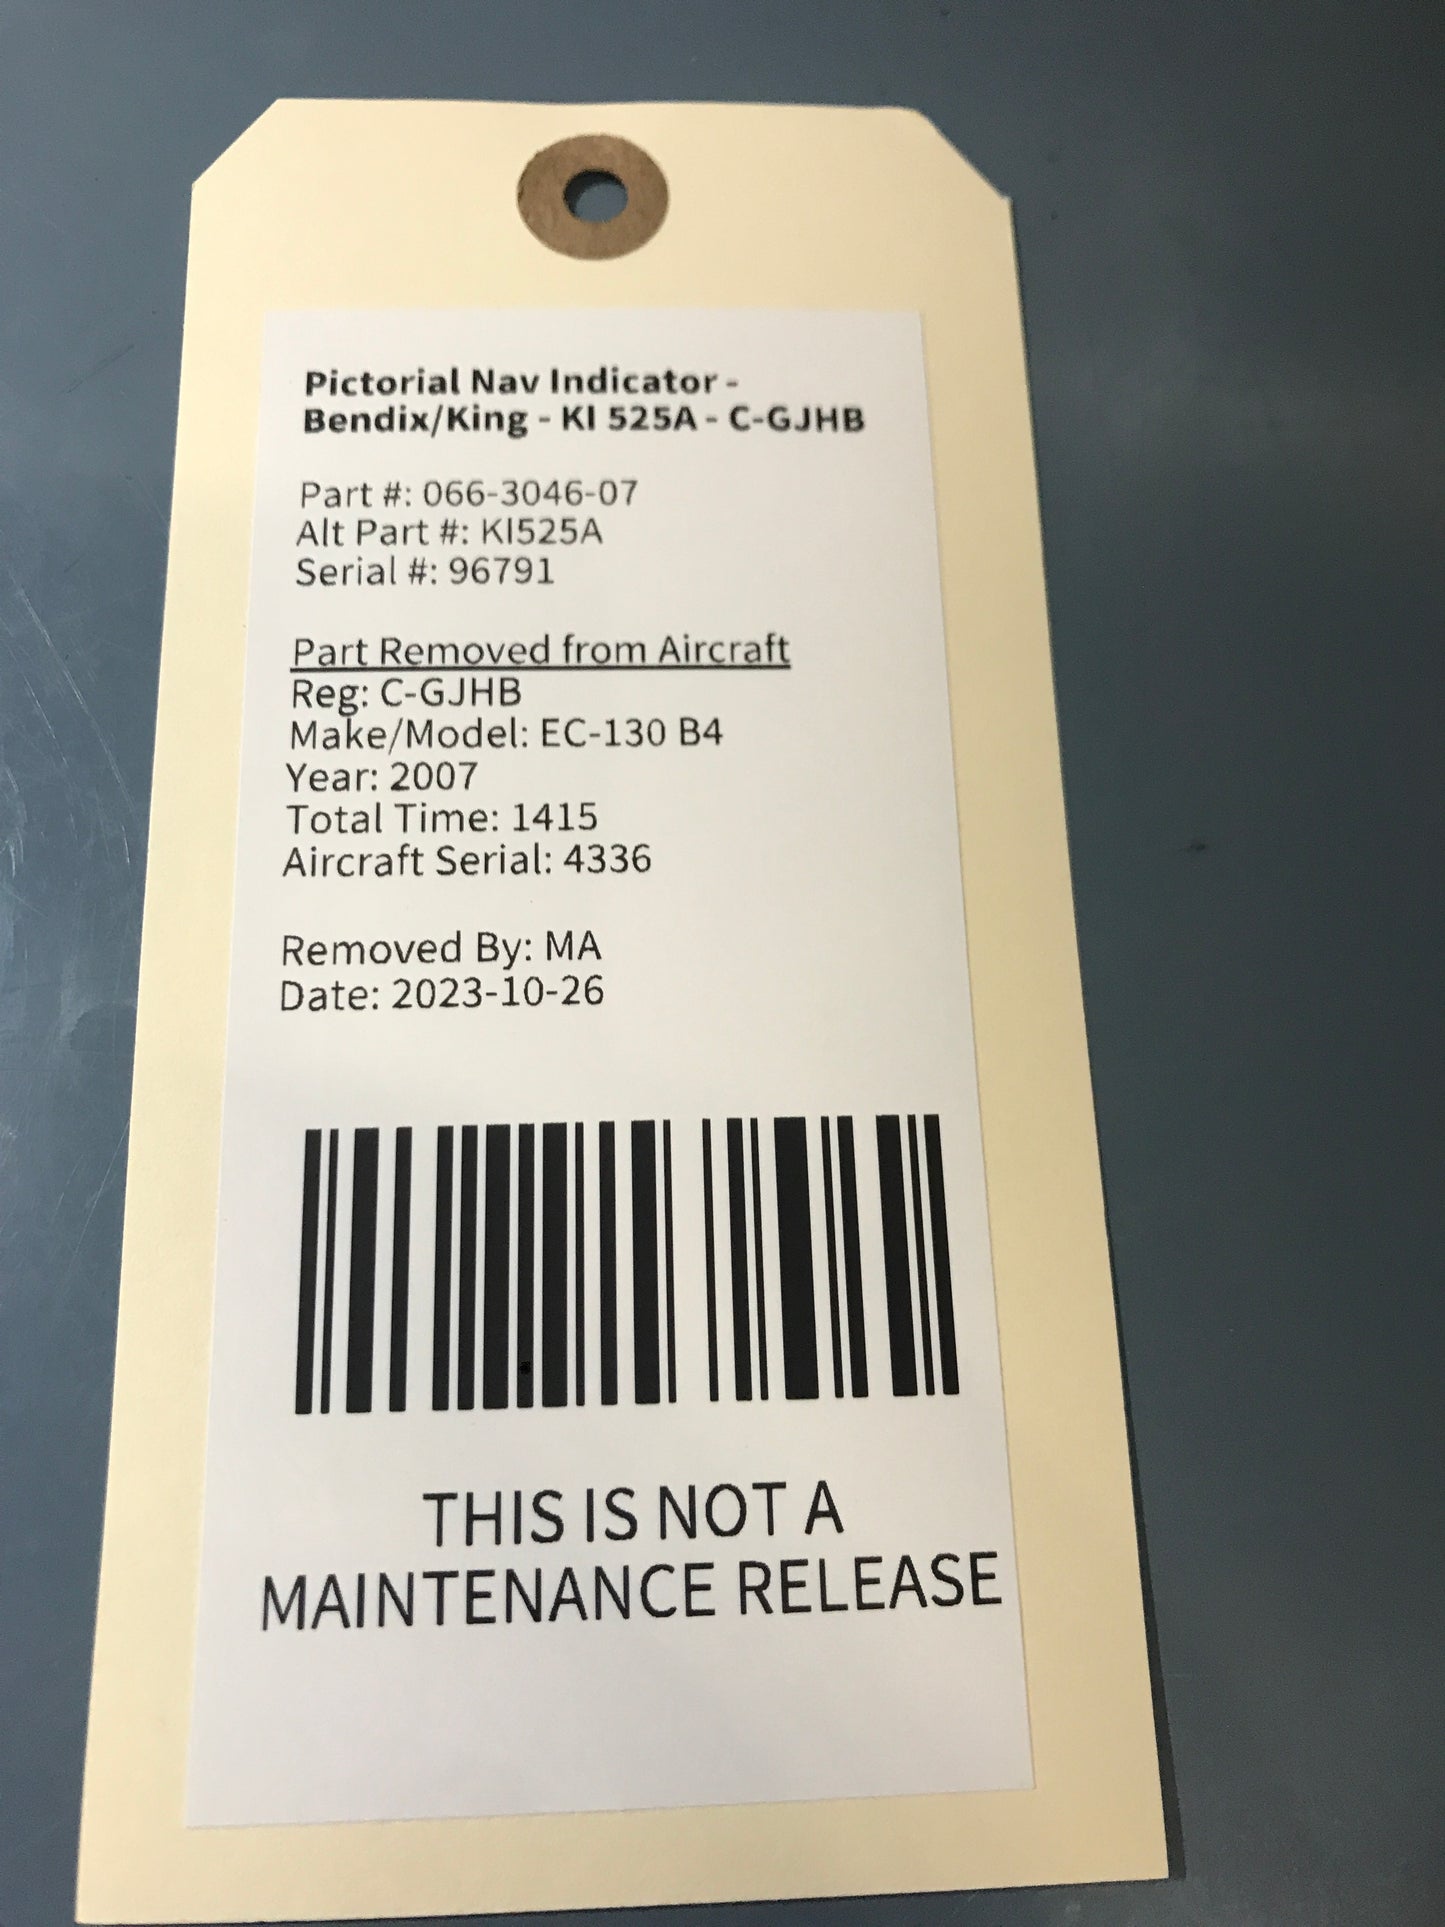 Pictorial Nav Indicator -
Bendix/King - KI 525A - C-GJHB
Part #: 066-3046-07
Alt Part #: KI525A
Serial #: 96791
Part Removed from Aircraft
Reg: C-GJHB
Make/Model: EC-130 B4
Year: 2007
Total Time: 1415
Aircraft Serial: 4336
Removed By: MA
Date: 2023-10-26
THIS IS NOT A
MAINTENANCE RELEASE